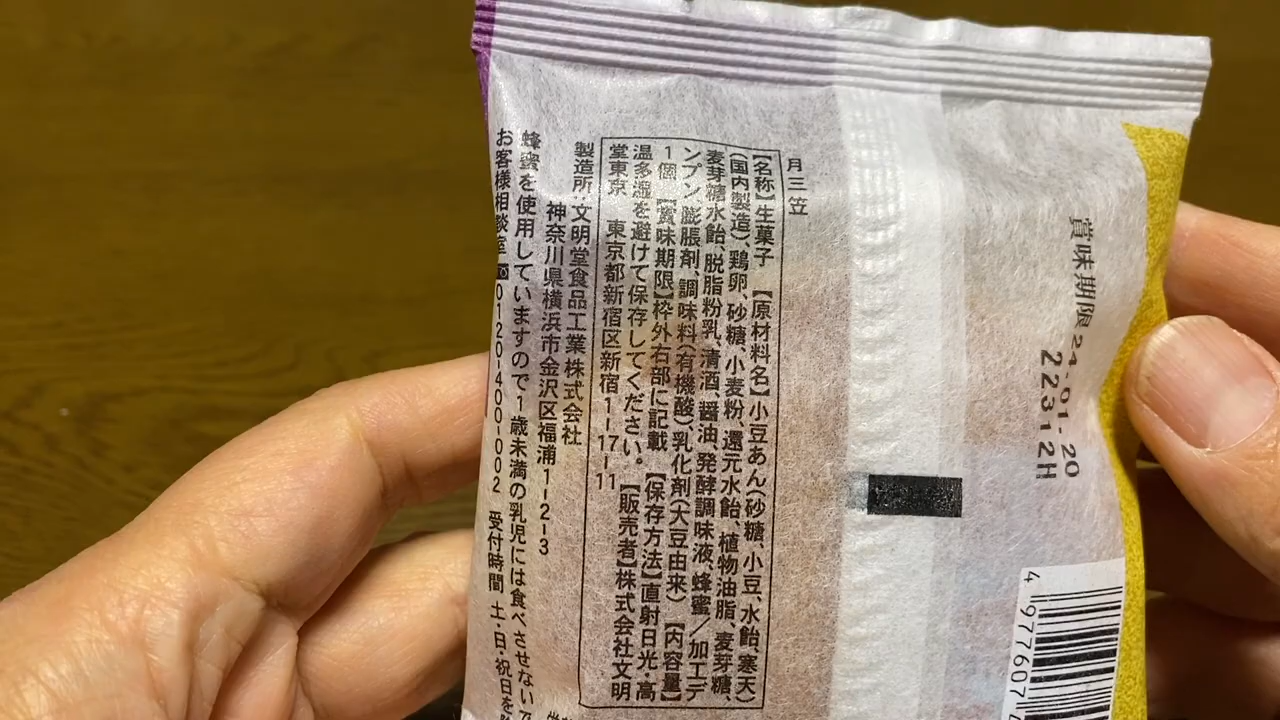 賞味期限24-01-20
22312H
月三笠
【名称】生菓子 【原材料名】小豆あん(砂糖、小豆、水飴、寒天)
(国内製造)、鶏卵、砂糖、小麦粉、還元水飴、植物油脂、麦芽糖、
麦芽糖水飴、脱脂粉乳、清酒、醤油、発酵調味液、蜂蜜/加工デ
ンプン、膨脹剤、調味料(有機酸)、乳化剤(大豆由来) 【内容量】
1個 【賞味期限】枠外右部に記載 【保存方法】直射日光・高
温多湿を避けて保存してください。 【販売者】株式会社文明
堂東京 東京都新宿区新宿1-17-11
製造所 文明堂食品工業株式会社
神奈川県横浜市金沢区福浦1-2-3
蜂蜜を使用していますので1歳未満の乳児には食べさせない
お客様相談室 0120-400-002 受付時間 土・日・祝日を
4 977607